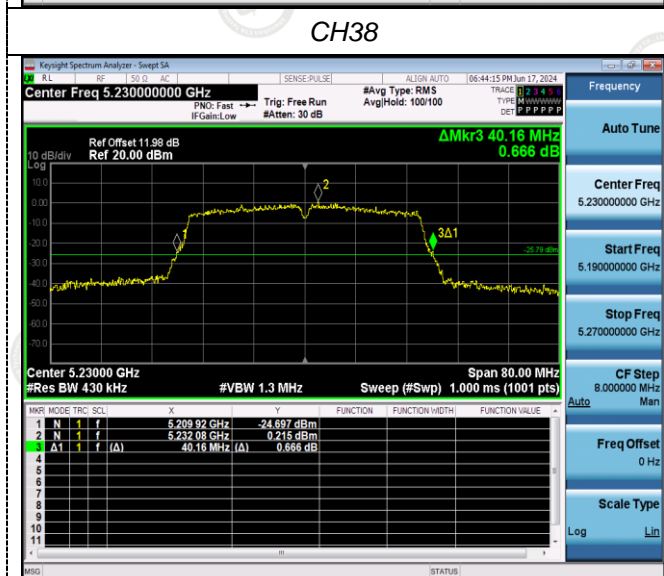 CH38
Keysight Spectrum Analyzer - Swept SA
RL RF 50 Ω AC SENSE:PULSE ALIGN AUTO 06:44:15 PM Jun 17, 2024
Center Freq 5.230000000 GHz
PNO: Fast
IFGain:Low
Trig: Free Run
#Atten: 30 dB
#Avg Type: RMS
Avg|Hold: 100/100
TRACE 1 2 3 4 5 6
TYPE M WWWWW
DET P P P P P P
Ref Offset 11.98 dB
10 dB/div Ref 20.00 dBm
Log
ΔMkr3 40.16 MHz
0.666 dB
10.0
0.00
-10.0
-20.0
-30.0
-40.0
-50.0
-60.0
-70.0
2
1
3Δ1
-25.79 dBm
Center 5.23000 GHz Span 80.00 MHz
#Res BW 430 kHz #VBW 1.3 MHz Sweep (#Swp) 1.000 ms (1001 pts)
MKR MODE TRC SCL X Y FUNCTION FUNCTION WIDTH FUNCTION VALUE
1 N 1 f 5.209 92 GHz -24.697 dBm
2 N 1 f 5.232 08 GHz 0.215 dBm
3 Δ1 1 f (Δ) 40.16 MHz (Δ) 0.666 dB
4
5
6
7
8
9
10
11
MSG STATUS
Frequency
Auto Tune
Center Freq
5.230000000 GHz
Start Freq
5.190000000 GHz
Stop Freq
5.270000000 GHz
CF Step
8.000000 MHz
Auto Man
Freq Offset
0 Hz
Scale Type
Log Lin